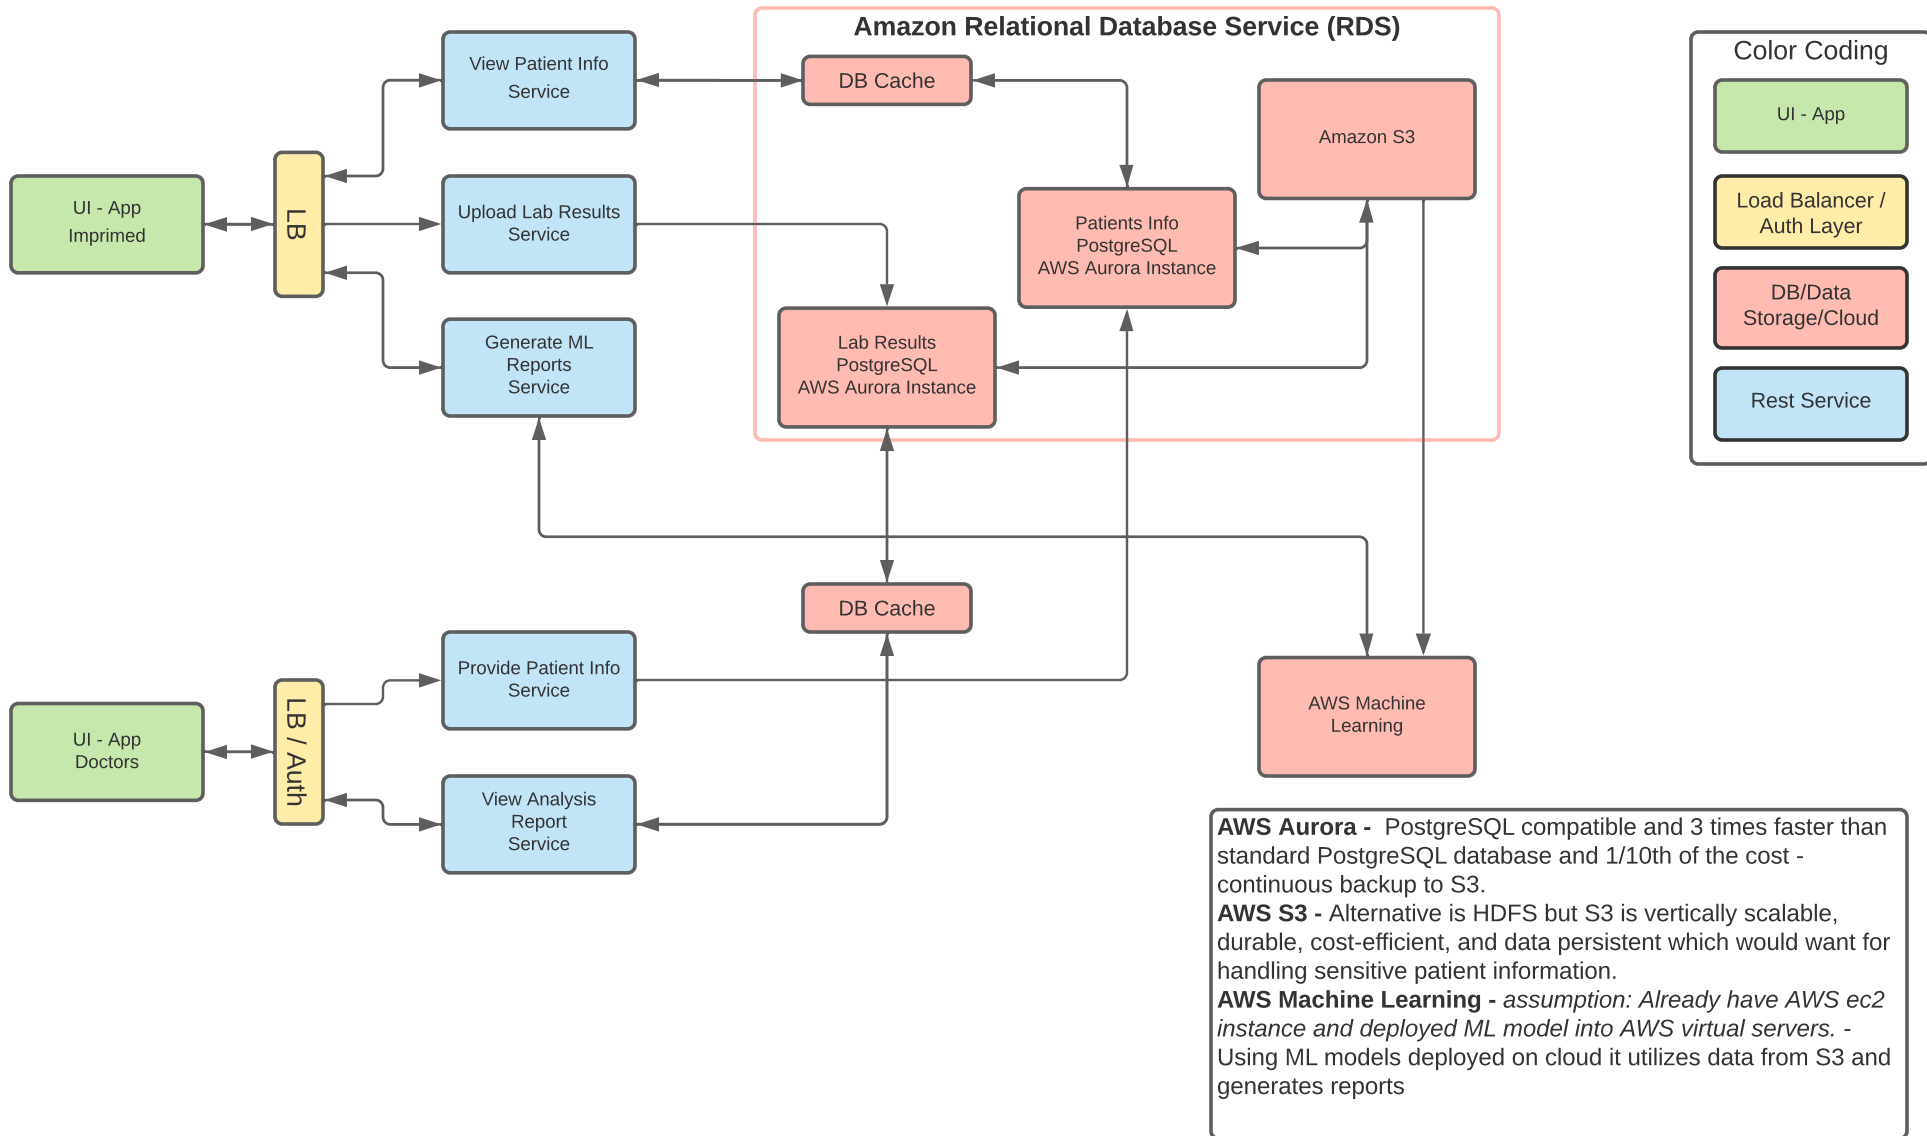 Amazon Relational Database Service (RDS)
View Patient Info
Service
DB Cache
Amazon S3
UI - App
Imprimed
LB
Upload Lab Results
Service
Patients Info
PostgreSQL
AWS Aurora Instance
Generate ML
Reports
Service
Lab Results
PostgreSQL
AWS Aurora Instance
DB Cache
Provide Patient Info
Service
UI - App
Doctors
LB / Auth
View Analysis
Report
Service
AWS Machine
Learning
Color Coding
UI - App
Load Balancer /
Auth Layer
DB/Data
Storage/Cloud
Rest Service
AWS Aurora - PostgreSQL compatible and 3 times faster than
standard PostgreSQL database and 1/10th of the cost -
continuous backup to S3.
AWS S3 - Alternative is HDFS but S3 is vertically scalable,
durable, cost-efficient, and data persistent which would want for
handling sensitive patient information.
AWS Machine Learning - assumption: Already have AWS ec2
instance and deployed ML model into AWS virtual servers. -
Using ML models deployed on cloud it utilizes data from S3 and
generates reports